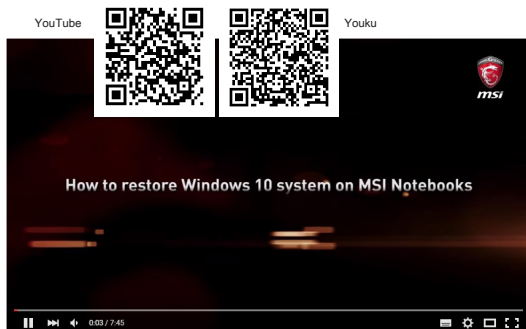 YouTube
Youku
msi
How to restore Windows 10 system on MSI Notebooks
0:03 / 7:45